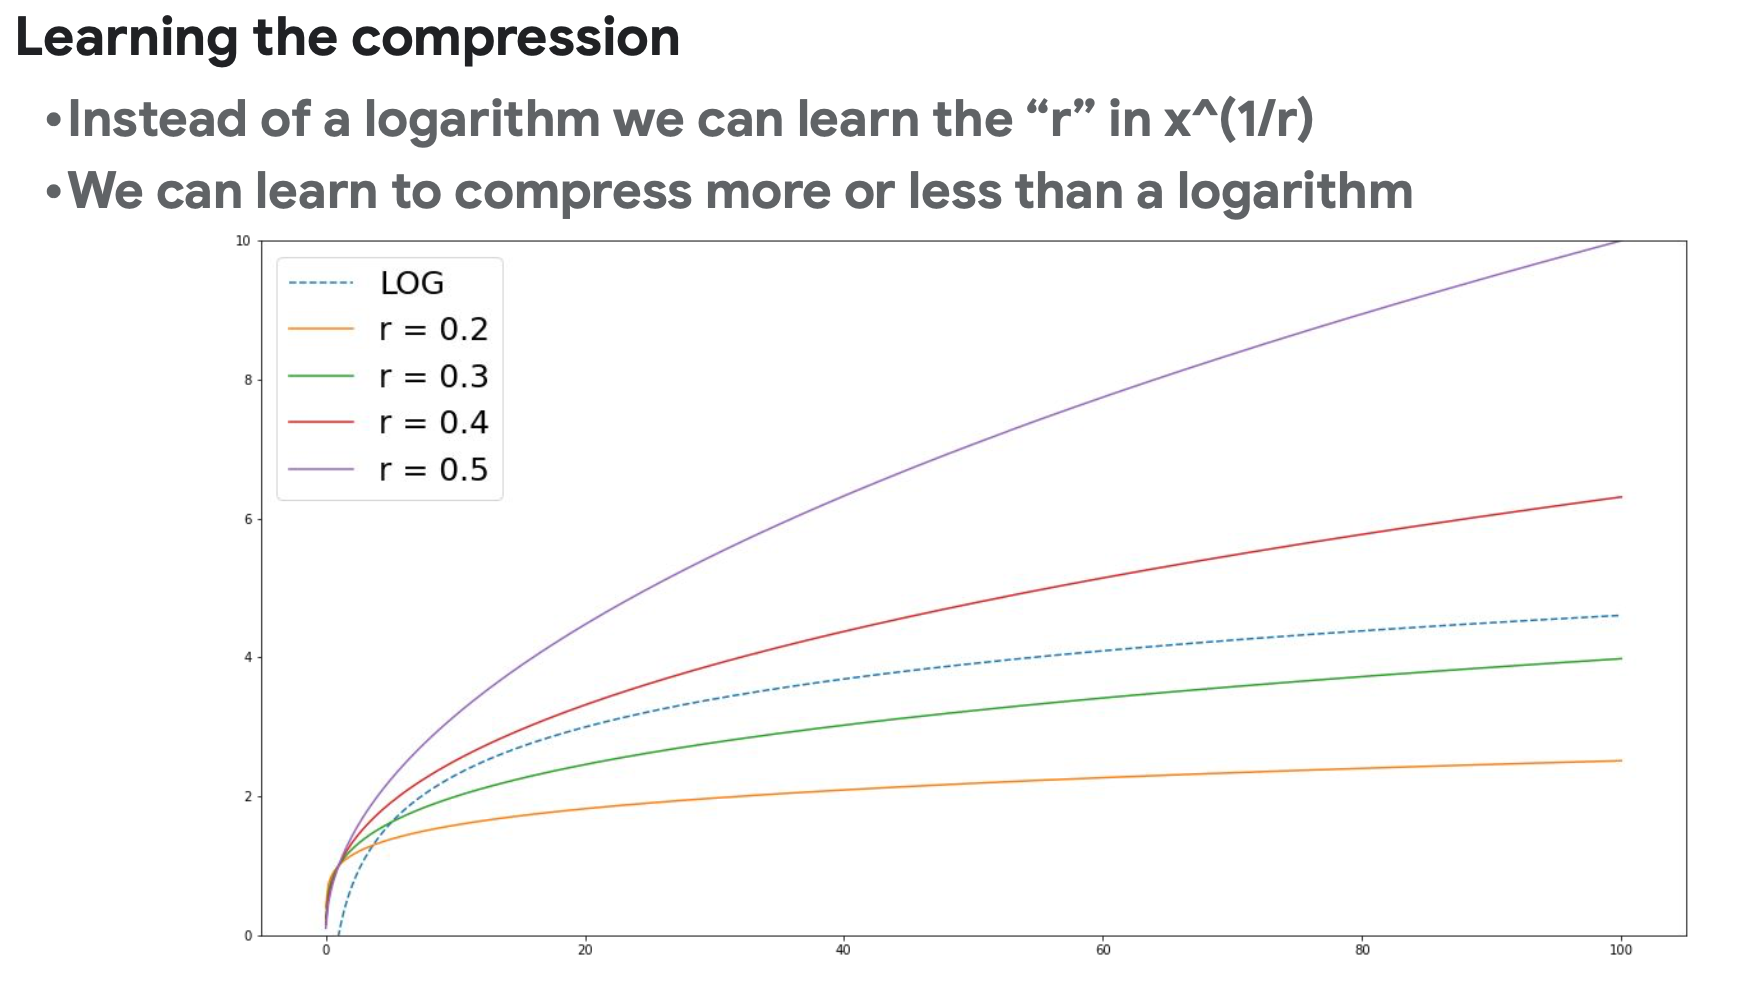 Learning the compression
•Instead of a logarithm we can learn the “r” in x^(1/r)
•We can learn to compress more or less than a logarithm
10
8
6
4
2
0
LOG
r = 0.2
r = 0.3
r = 0.4
r = 0.5
0 20 40 60 80 100